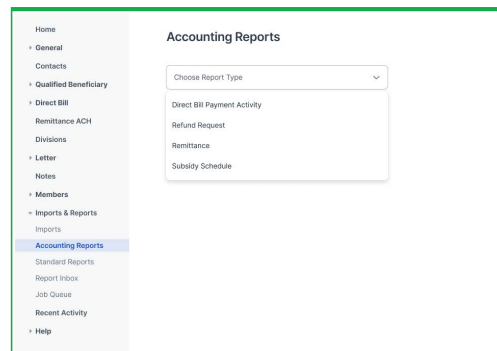 Home
General
Contacts
Qualified Beneficiary
Direct Bill
Remittance ACH
Divisions
Letter
Notes
Members
Imports & Reports
Imports
Accounting Reports
Standard Reports
Report Inbox
Job Queue
Recent Activity
Help
Accounting Reports
Choose Report Type
Direct Bill Payment Activity
Refund Request
Remittance
Subsidy Schedule